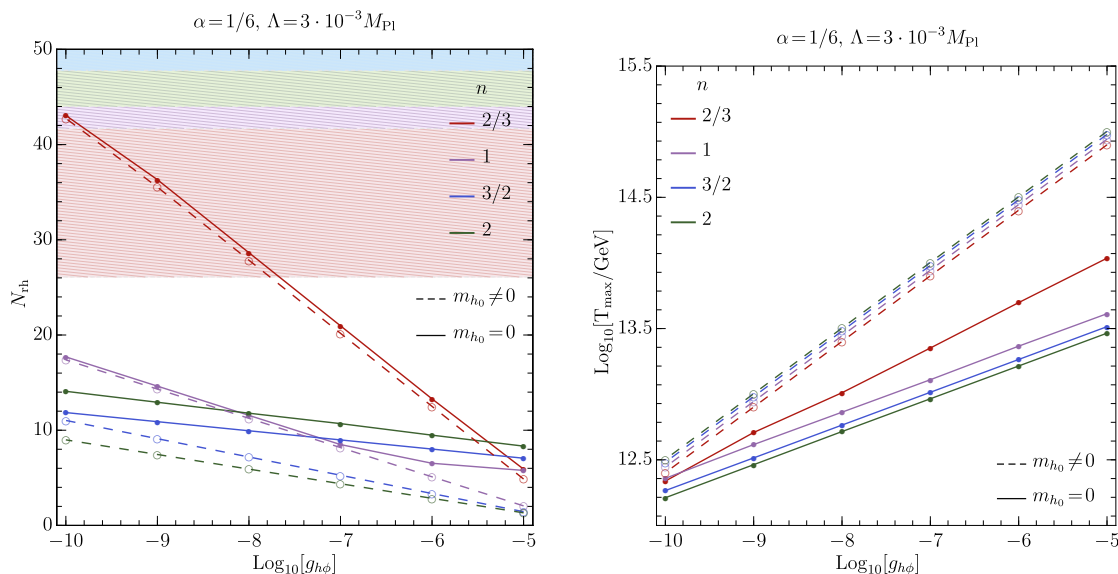 α=1/6, Λ=3·10⁻³M_Pl
50
40
30
20
10
0
N_rh
n
2/3
1
3/2
2
m_h₀≠0
m_h₀=0
−10
−9
−8
−7
−6
−5
Log₁₀[g_hϕ]
α=1/6, Λ=3·10⁻³M_Pl
15.5
14.5
13.5
12.5
Log₁₀[T_max/GeV]
n
2/3
1
3/2
2
m_h₀≠0
m_h₀=0
−10
−9
−8
−7
−6
−5
Log₁₀[g_hϕ]